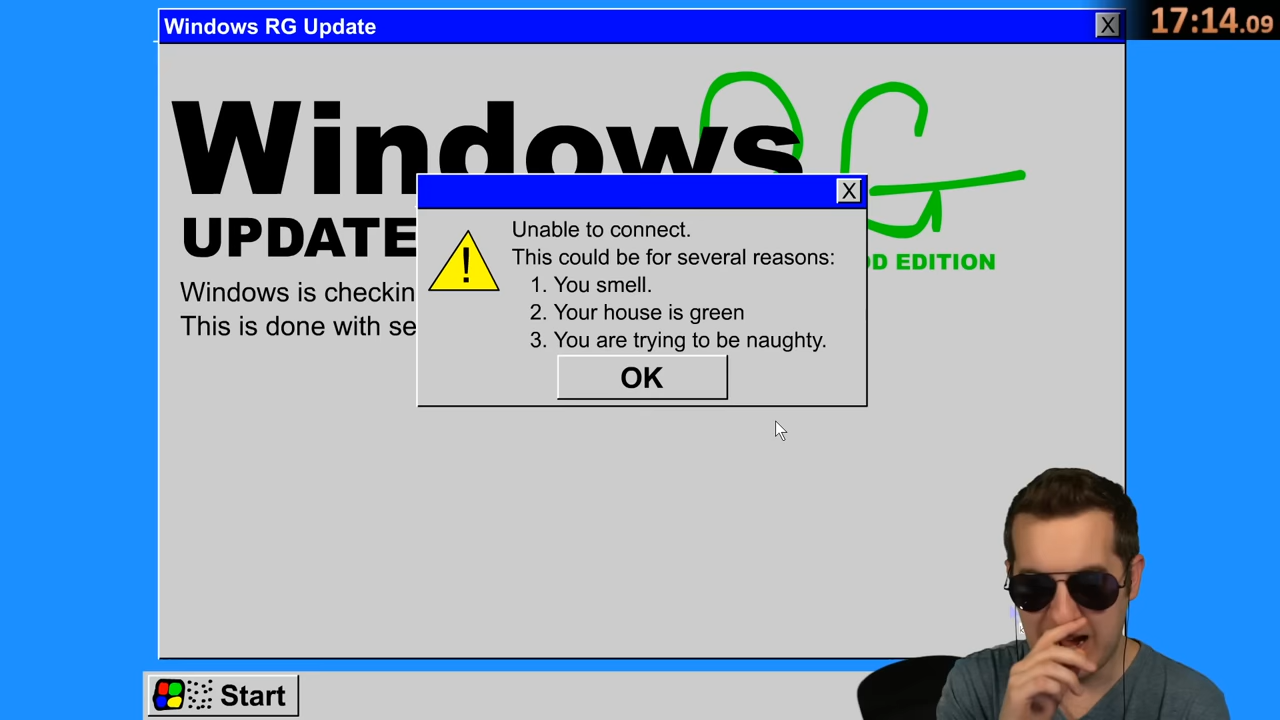 Windows RG Update
X
17:14.09
Windows RG
UPDATE
D EDITION
Windows is checkin
This is done with se
X
Unable to connect.
This could be for several reasons:
1. You smell.
2. Your house is green
3. You are trying to be naughty.
!
OK
Start